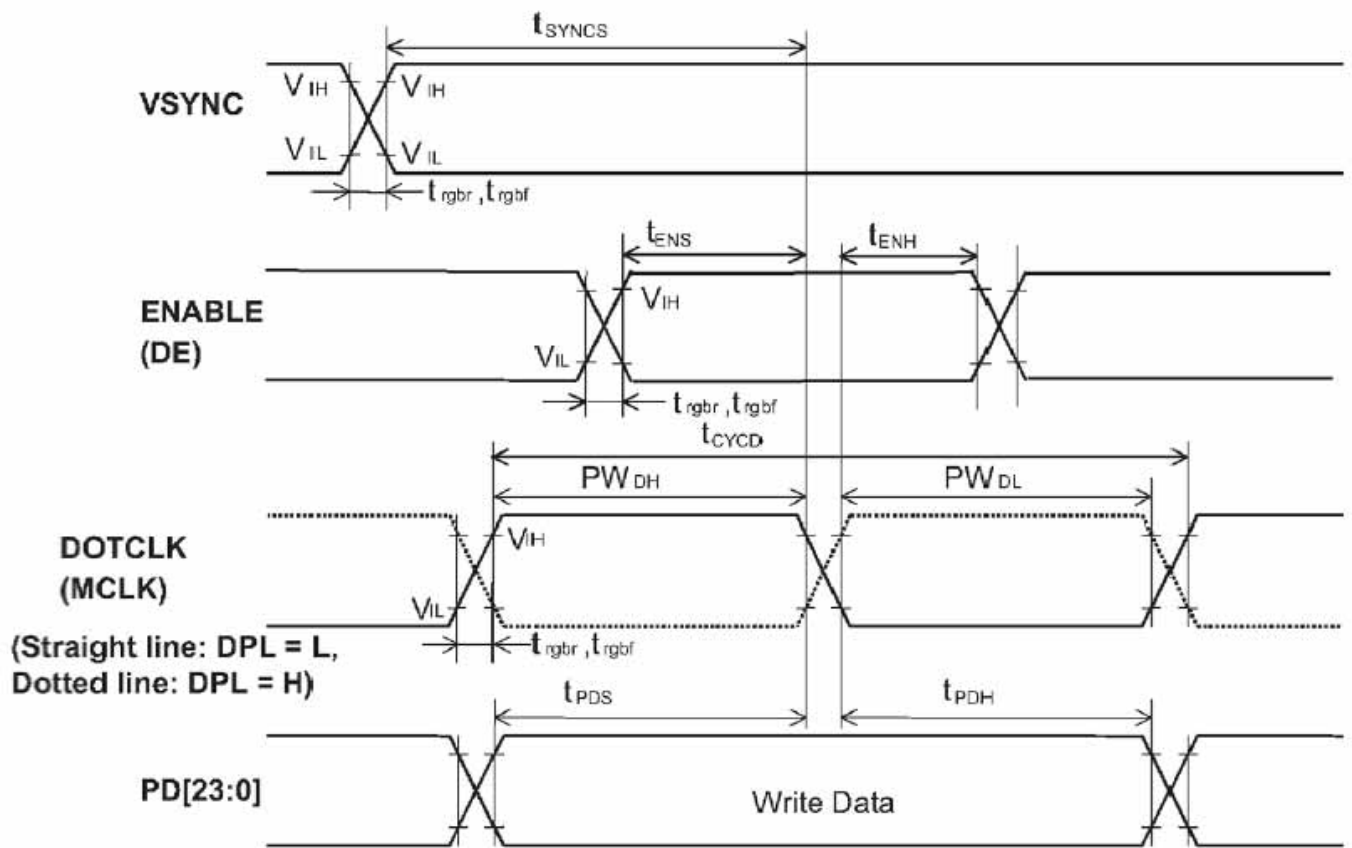 tSYNCS
VSYNC
VIH VIH
VIL VIL
trgbr ,trgbf
tENS tENH
ENABLE
(DE)
VIH
VIL
trgbr ,trgbf
tCYCD
PWDH PWDL
DOTCLK
(MCLK)
VIH
VIL
(Straight line: DPL = L,
Dotted line: DPL = H)
trgbr ,trgbf
tPDS tPDH
PD[23:0]
Write Data